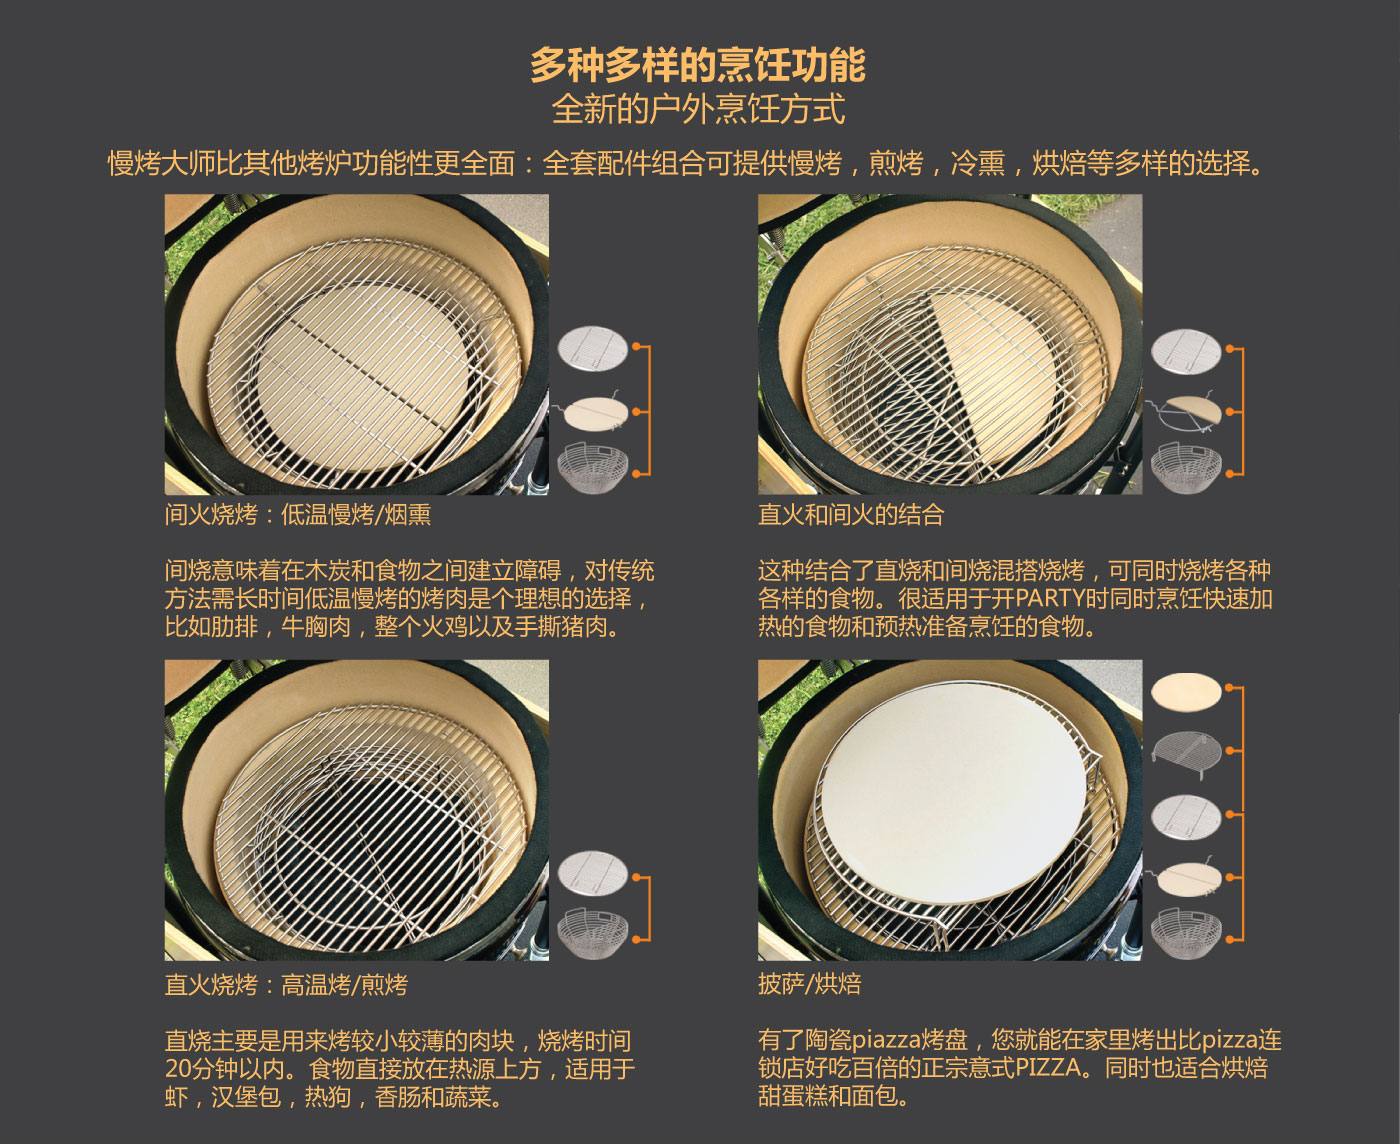 多种多样的烹饪功能
全新的户外烹饪方式
慢烤大师比其他烤炉功能性更全面：全套配件组合可提供慢烤，煎烤，冷熏，烘焙等多样的选择。
间火烧烤：低温慢烤/烟熏
间烧意味着在木炭和食物之间建立障碍，对传统
方法需长时间低温慢烤的烤肉是个理想的选择，
比如肋排，牛胸肉，整个火鸡以及手撕猪肉。
直火和间火的结合
这种结合了直烧和间烧混搭烧烤，可同时烧烤各种
各样的食物。很适用于开PARTY时同时烹饪快速加
热的食物和预热准备烹饪的食物。
直火烧烤：高温烤/煎烤
直烧主要是用来烤较小较薄的肉块，烧烤时间
20分钟以内。食物直接放在热源上方，适用于
虾，汉堡包，热狗，香肠和蔬菜。
披萨/烘焙
有了陶瓷piazza烤盘，您就能在家里烤出比pizza连
锁店好吃百倍的正宗意式PIZZA。同时也适合烘焙
甜蛋糕和面包。